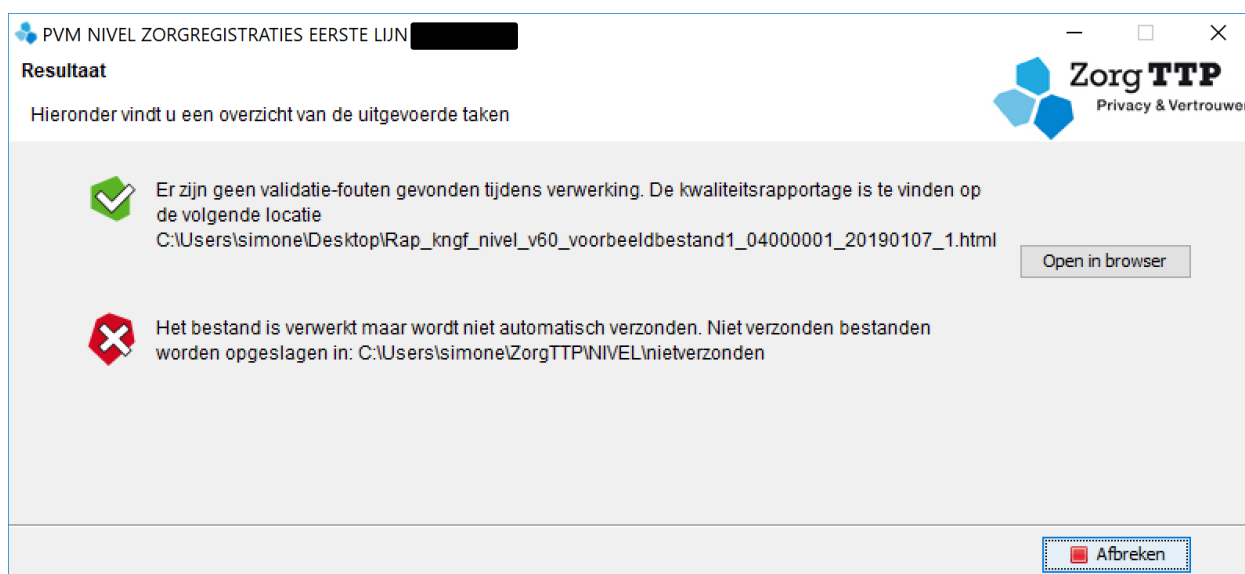 PVM NIVEL ZORGREGISTRATIES EERSTE LIJN
Resultaat
Hieronder vindt u een overzicht van de uitgevoerde taken
Zorg TTP
Privacy & Vertrouwen
Er zijn geen validatie-fouten gevonden tijdens verwerking. De kwaliteitsrapportage is te vinden op
de volgende locatie
C:\Users\simone\Desktop\Rap_kngf_nivel_v60_voorbeeldbestand1_04000001_20190107_1.html
Open in browser
Het bestand is verwerkt maar wordt niet automatisch verzonden. Niet verzonden bestanden
worden opgeslagen in: C:\Users\simone\ZorgTTP\NIVEL\nietverzonden
Afbreken